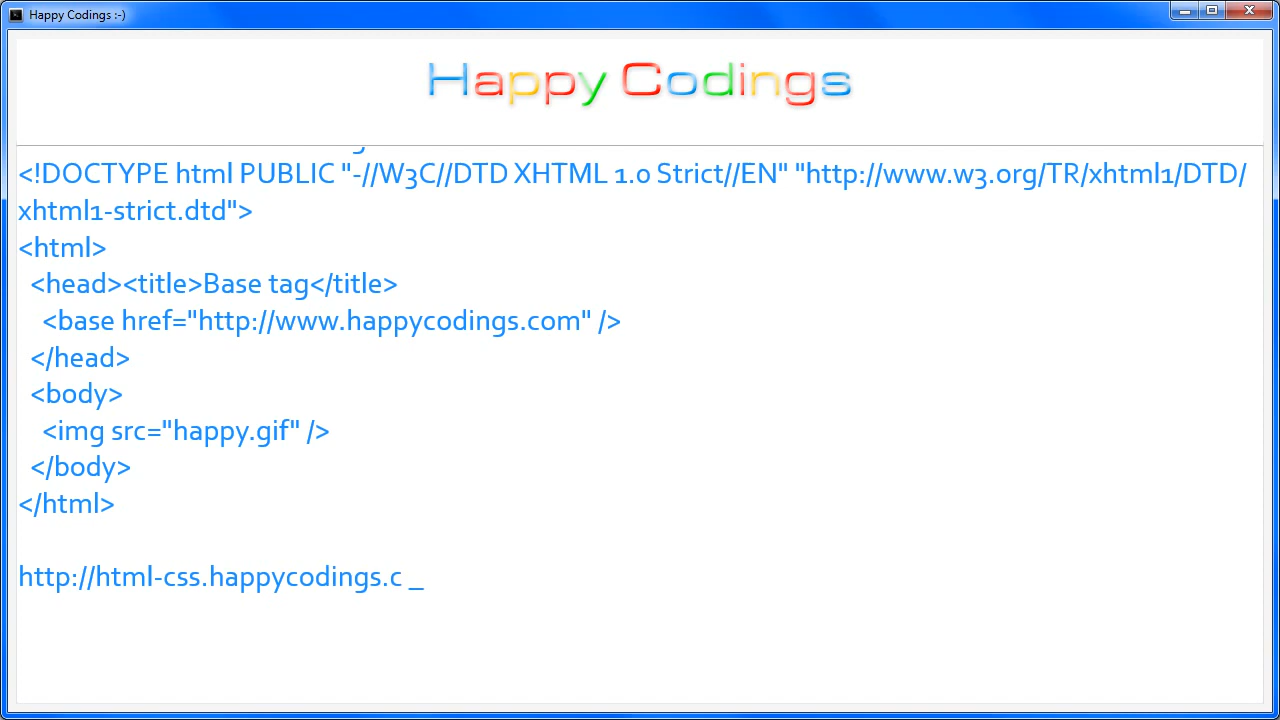 Happy Codings :-)
Happy Codings
<!DOCTYPE html PUBLIC "-//W3C//DTD XHTML 1.0 Strict//EN" "http://www.w3.org/TR/xhtml1/DTD/
xhtml1-strict.dtd">
<html>
  <head><title>Base tag</title>
    <base href="http://www.happycodings.com" />
  </head>
  <body>
    <img src="happy.gif" />
  </body>
</html>
http://html-css.happycodings.c _